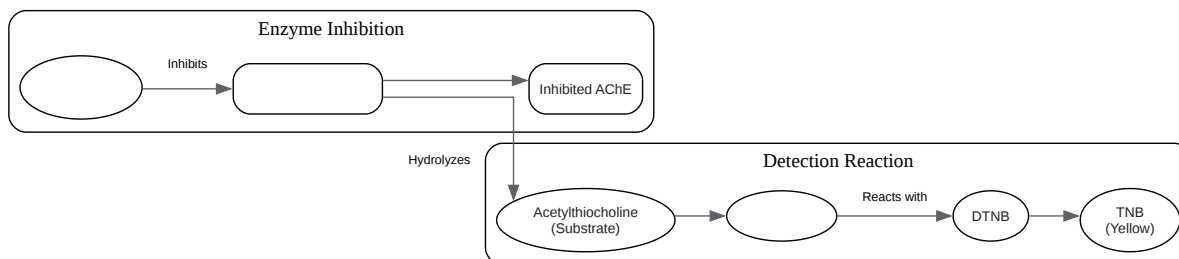 Enzyme Inhibition
Inhibits
Inhibited AChE
Hydrolyzes
Detection Reaction
Acetylthiocholine
(Substrate)
Reacts with
DTNB
TNB
(Yellow)